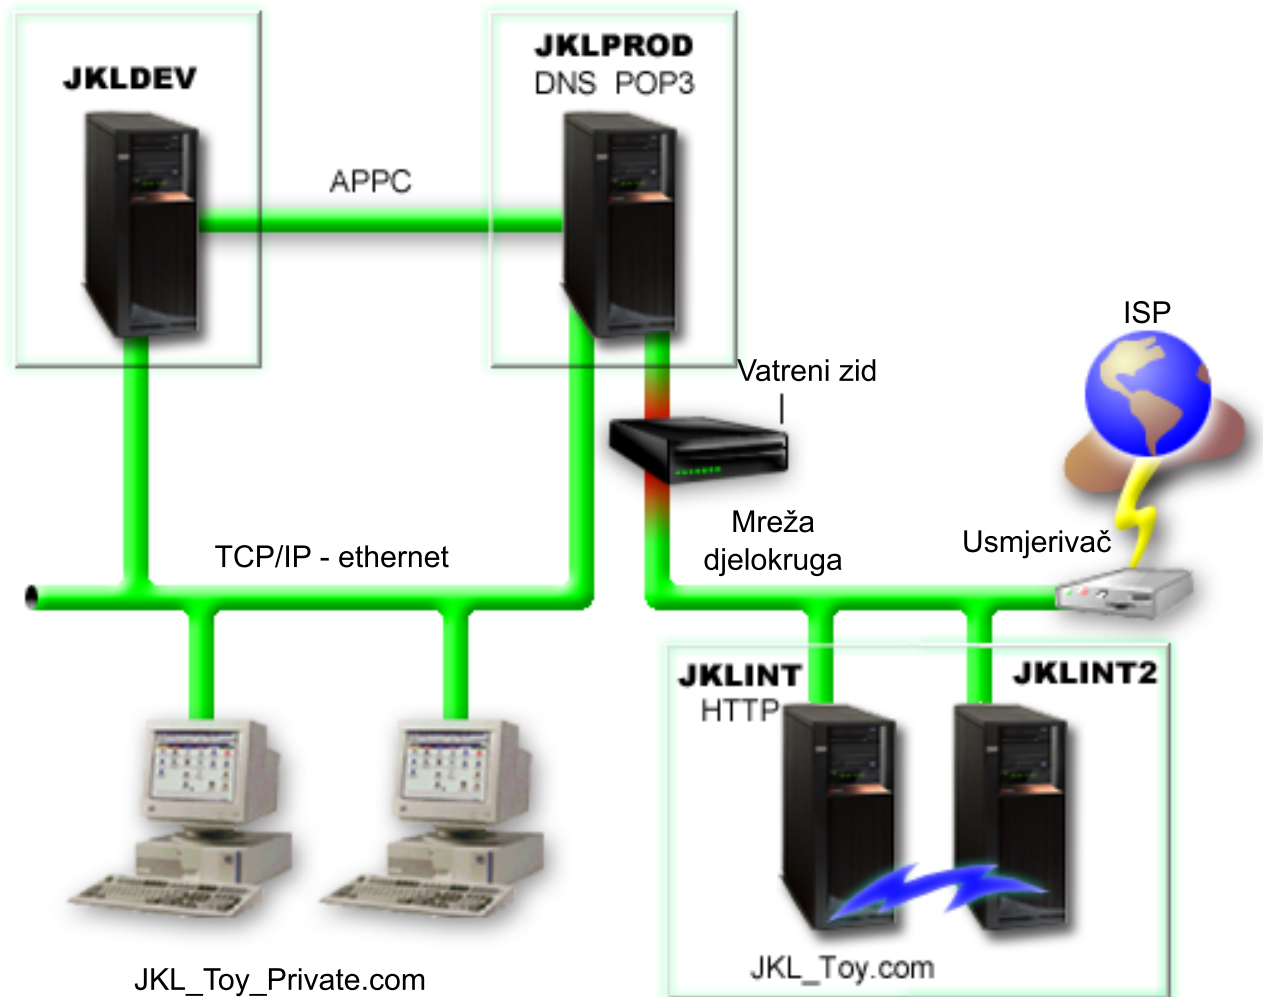 JKLDEV
JKLPROD
DNS POP3
APPC
ISP
Vatreni zid
Mreža
djelokruga
Usmjerivač
TCP/IP - ethernet
JKLINT
HTTP
JKLINT2
JKL_Toy.com
JKL_Toy_Private.com